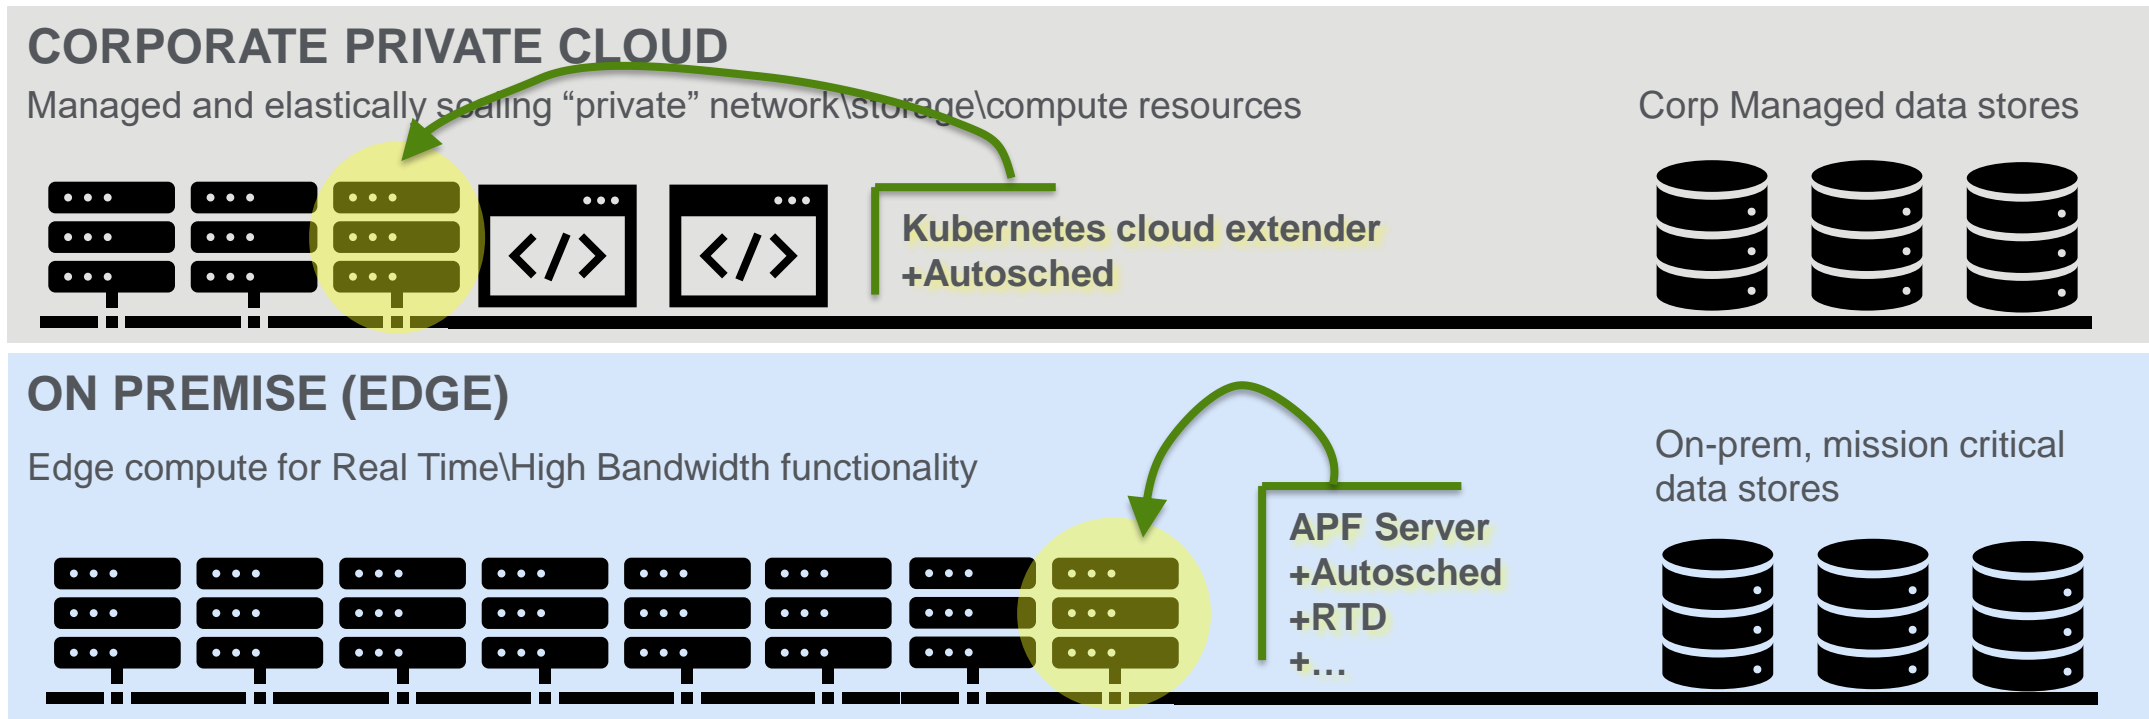 CORPORATE PRIVATE CLOUD
Managed and elastically scaling “private” network\storage\compute resources
Corp Managed data stores
Kubernetes cloud extender
+Autosched
ON PREMISE (EDGE)
Edge compute for Real Time\High Bandwidth functionality
On-prem, mission critical
data stores
APF Server
+Autosched
+RTD
+…